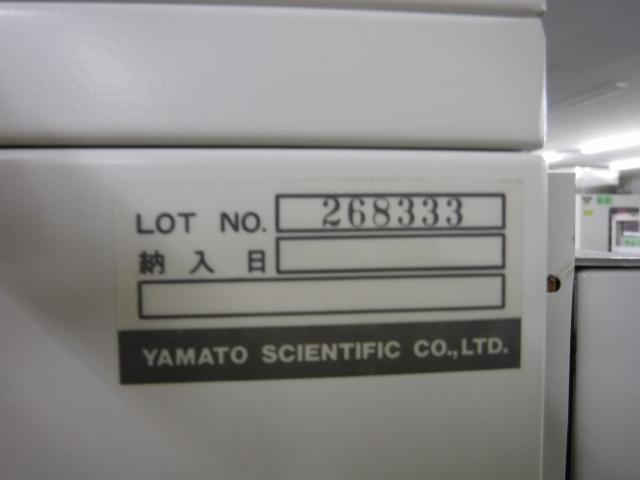 LOT NO. 268333
納入日
YAMATO SCIENTIFIC CO., LTD.